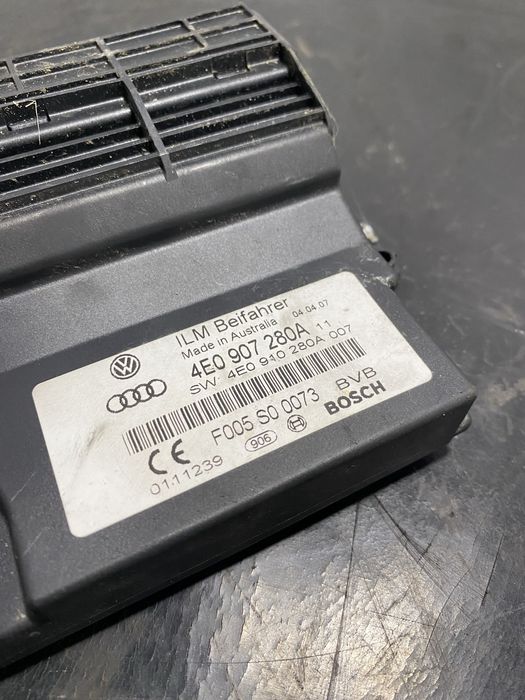 ILM Beifahrer
Made in Australia 04.04.07
4E0 907 280A 11
SW: 4E0 910 280A 007
F005 S0 0073 BVB
CE 906 BOSCH
01.11239